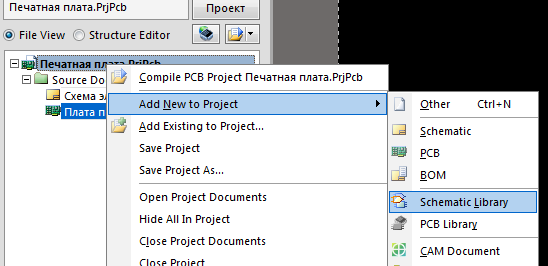 Печатная плата.PrjPcb
Проект
File View
Structure Editor
Печатная плата.PrjPcb
Source Do
Схема э
Плата п
Compile PCB Project Печатная плата.PrjPcb
Add New to Project
Add Existing to Project...
Save Project
Save Project As...
Open Project Documents
Hide All In Project
Close Project Documents
Close Project
Other Ctrl+N
Schematic
PCB
BOM
Schematic Library
PCB Library
CAM Document